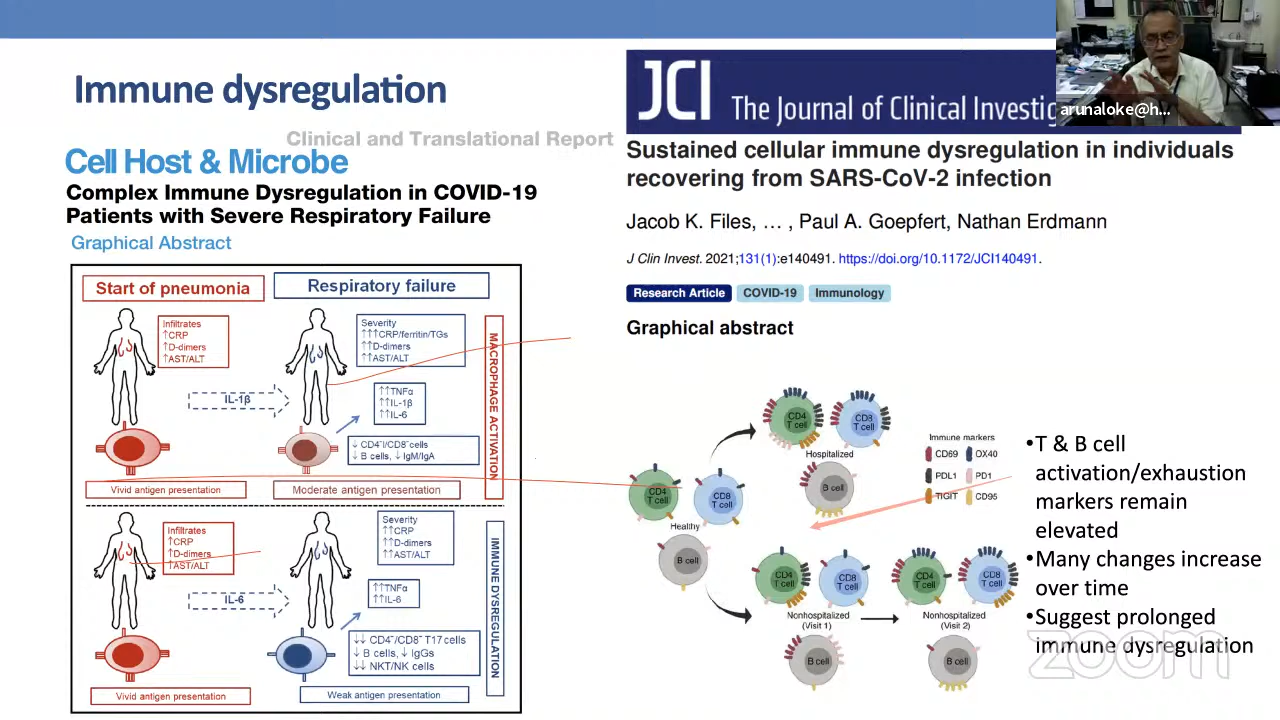 Immune dysregulation
Clinical and Translational Report
Cell Host & Microbe
Complex Immune Dysregulation in COVID-19
Patients with Severe Respiratory Failure
Graphical Abstract
Start of pneumonia
Respiratory failure
Infiltrates
↑CRP
↑D-dimers
↑AST/ALT
Severity
↑↑↑CRP/ferritin/TGs
↑↑D-dimers
↑↑AST/ALT
IL-1β
↑↑TNFα
↑↑IL-1β
↑↑IL-6
↓ CD4⁻/CD8⁻cells
↓ B cells, ↓ IgM/IgA
Vivid antigen presentation
Moderate antigen presentation
MACROPHAGE ACTIVATION
Infiltrates
↑CRP
↑D-dimers
↑AST/ALT
Severity
↑↑CRP
↑↑D-dimers
↑↑AST/ALT
IL-6
↑↑TNFα
↑↑IL-6
↓↓ CD4⁻/CD8⁻ T17 cells
↓ B cells, ↓ IgGs
↓↓ NKT/NK cells
Vivid antigen presentation
Weak antigen presentation
IMMUNE DYSREGULATION
JCI The Journal of Clinical Investig
arunaloke@h...
Sustained cellular immune dysregulation in individuals
recovering from SARS-CoV-2 infection
Jacob K. Files, … , Paul A. Goepfert, Nathan Erdmann
J Clin Invest. 2021;131(1):e140491. https://doi.org/10.1172/JCI140491.
Research Article COVID-19 Immunology
Graphical abstract
CD4
T cell
CD8
T cell
Hospitalized
B cell
CD4
T cell
CD8
T cell
Healthy
B cell
Immune markers
CD69 OX40
PDL1 PD1
TIGIT CD95
CD4
T cell
CD8
T cell
Nonhospitalized
(Visit 1)
B cell
CD4
T cell
CD8
T cell
Nonhospitalized
(Visit 2)
B cell
•T & B cell
activation/exhaustion
markers remain
elevated
•Many changes increase
over time
•Suggest prolonged
immune dysregulation
zoom